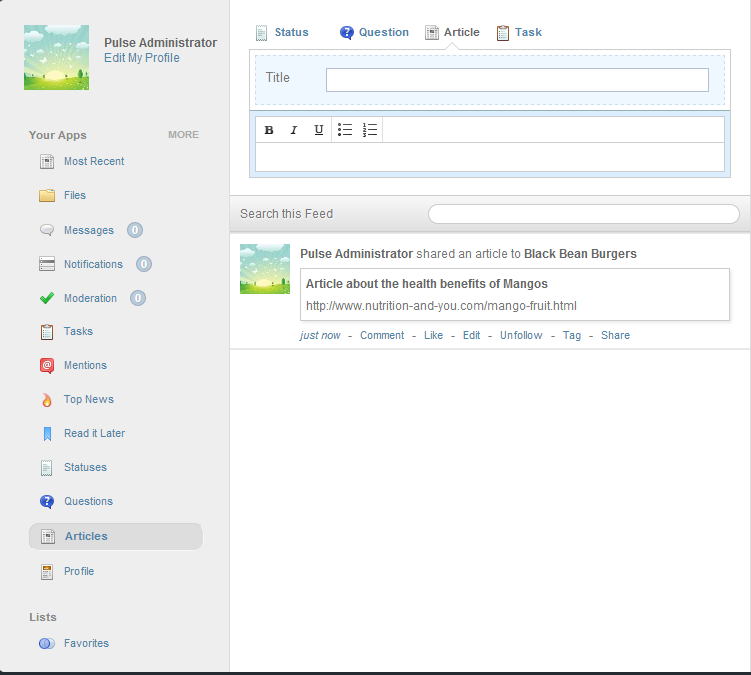 Pulse Administrator
Edit My Profile
Your Apps MORE
Most Recent
Files
Messages 0
Notifications 0
Moderation 0
Tasks
Mentions
Top News
Read it Later
Statuses
Questions
Articles
Profile
Lists
Favorites
Status Question Article Task
Title
B I U
Search this Feed
Pulse Administrator shared an article to Black Bean Burgers
Article about the health benefits of Mangos
http://www.nutrition-and-you.com/mango-fruit.html
just now - Comment - Like - Edit - Unfollow - Tag - Share